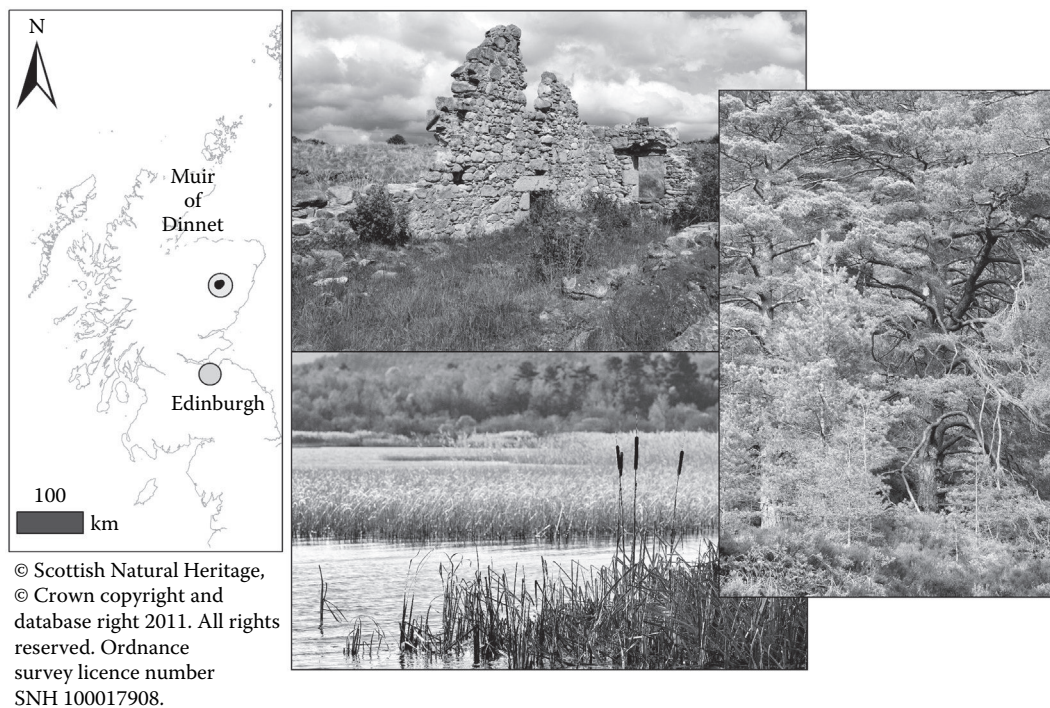 N
Muir
of
Dinnet
Edinburgh
100
km
© Scottish Natural Heritage,
© Crown copyright and
database right 2011. All rights
reserved. Ordnance
survey licence number
SNH 100017908.